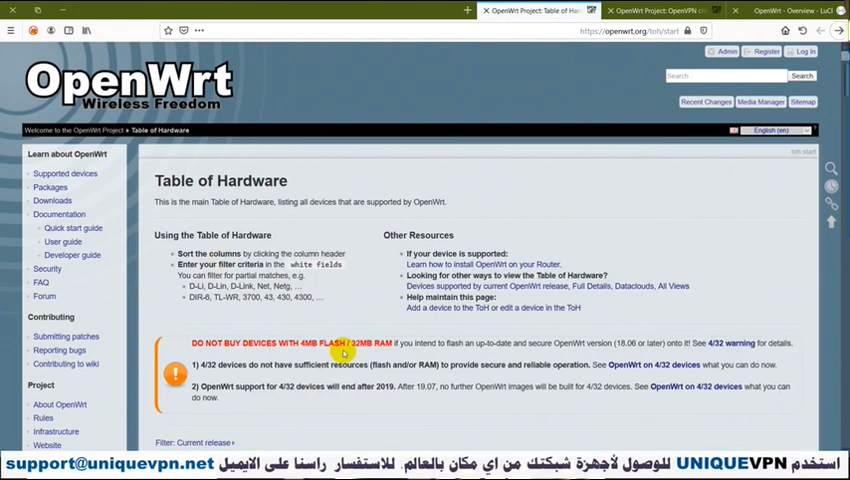 OpenWrt Project: Table of Hard
OpenWrt Project: OpenVPN cli
OpenWrt - Overview - LuCI
https://openwrt.org/toh/start
Admin
Register
Log In
OpenWrt
Wireless Freedom
Search
Search
Recent Changes
Media Manager
Sitemap
Welcome to the OpenWrt Project ▸ Table of Hardware
English (en)
toh:start
Learn about OpenWrt
Supported devices
Packages
Downloads
Documentation
Quick start guide
User guide
Developer guide
Security
FAQ
Forum
Contributing
Submitting patches
Reporting bugs
Contributing to wiki
Project
About OpenWrt
Rules
Infrastructure
Website
Table of Hardware
This is the main Table of Hardware, listing all devices that are supported by OpenWrt.
Using the Table of Hardware
Sort the columns by clicking the column header
Enter your filter criteria in the white fields
You can filter for partial matches, e.g.
D-Li, D-Lin, D-Link, Net, Netg, ...
DIR-6, TL-WR, 3700, 43, 430, 4300, ...
Other Resources
If your device is supported:
Learn how to install OpenWrt on your Router.
Looking for other ways to view the Table of Hardware?
Devices supported by current OpenWrt release, Full Details, Dataclouds, All Views
Help maintain this page:
Add a device to the ToH or edit a device in the ToH
DO NOT BUY DEVICES WITH 4MB FLASH / 32MB RAM if you intend to flash an up-to-date and secure OpenWrt version (18.06 or later) onto it! See 4/32 warning for details.
1) 4/32 devices do not have sufficient resources (flash and/or RAM) to provide secure and reliable operation. See OpenWrt on 4/32 devices what you can do now.
2) OpenWrt support for 4/32 devices will end after 2019. After 19.07, no further OpenWrt images will be built for 4/32 devices. See OpenWrt on 4/32 devices what you can
do now.
Filter: Current release
استخدم UNIQUEVPN للوصول لأجهزة شبكتك من اي مكان بالعالم. للاستفسار راسنا على الايميل support@uniquevpn.net